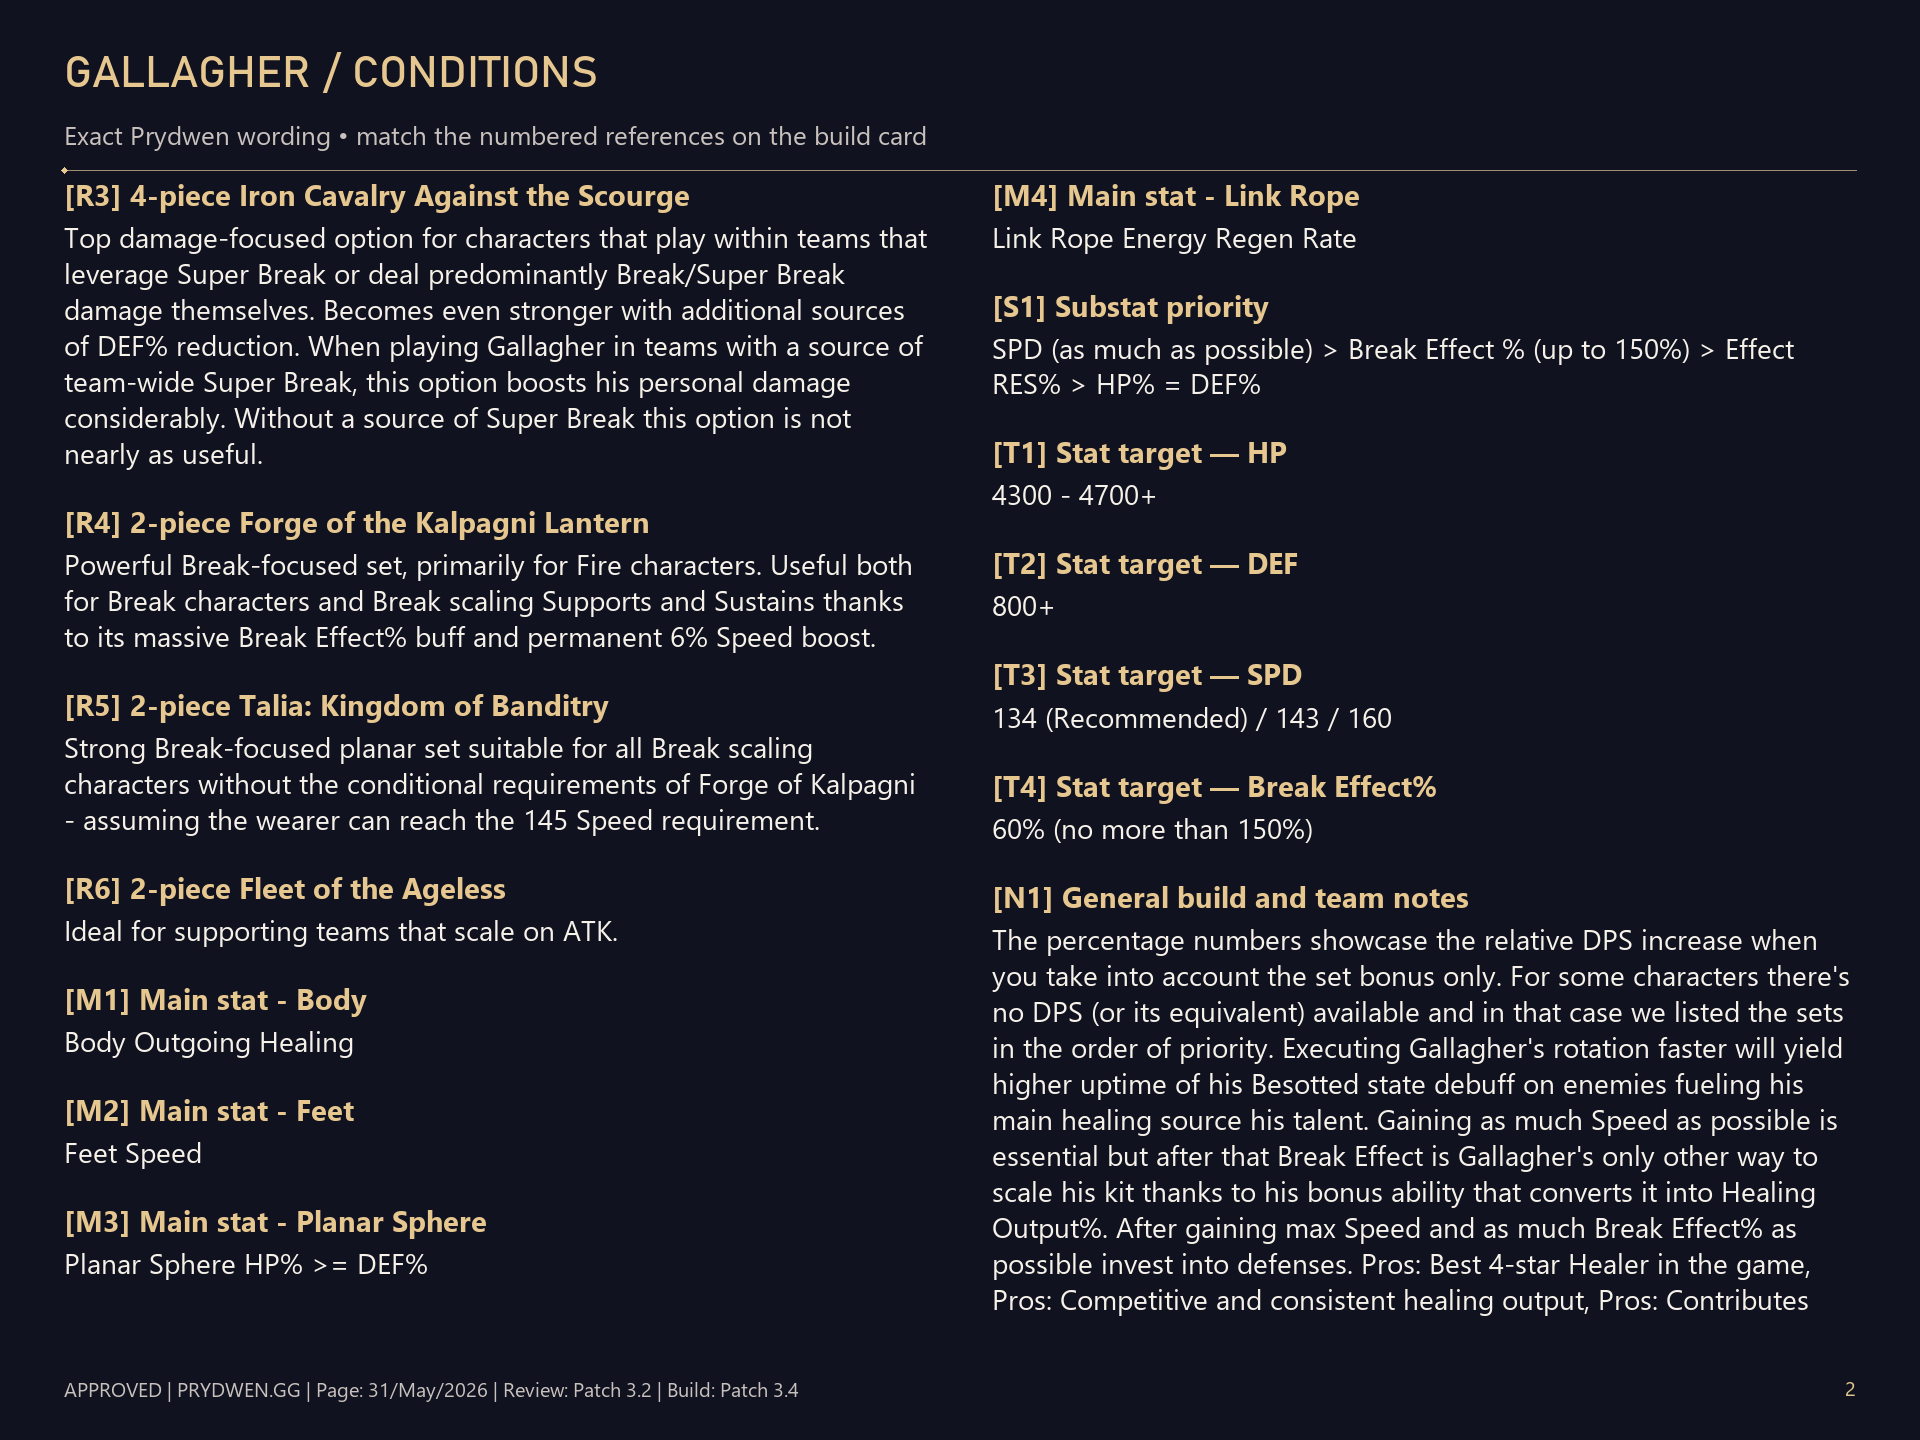 GALLAGHER / CONDITIONS
Exact Prydwen wording • match the numbered references on the build card
[R3] 4-piece Iron Cavalry Against the Scourge
Top damage-focused option for characters that play within teams that
leverage Super Break or deal predominantly Break/Super Break
damage themselves. Becomes even stronger with additional sources
of DEF% reduction. When playing Gallagher in teams with a source of
team-wide Super Break, this option boosts his personal damage
considerably. Without a source of Super Break this option is not
nearly as useful.
[R4] 2-piece Forge of the Kalpagni Lantern
Powerful Break-focused set, primarily for Fire characters. Useful both
for Break characters and Break scaling Supports and Sustains thanks
to its massive Break Effect% buff and permanent 6% Speed boost.
[R5] 2-piece Talia: Kingdom of Banditry
Strong Break-focused planar set suitable for all Break scaling
characters without the conditional requirements of Forge of Kalpagni
- assuming the wearer can reach the 145 Speed requirement.
[R6] 2-piece Fleet of the Ageless
Ideal for supporting teams that scale on ATK.
[M1] Main stat - Body
Body Outgoing Healing
[M2] Main stat - Feet
Feet Speed
[M3] Main stat - Planar Sphere
Planar Sphere HP% >= DEF%
[M4] Main stat - Link Rope
Link Rope Energy Regen Rate
[S1] Substat priority
SPD (as much as possible) > Break Effect % (up to 150%) > Effect
RES% > HP% = DEF%
[T1] Stat target — HP
4300 - 4700+
[T2] Stat target — DEF
800+
[T3] Stat target — SPD
134 (Recommended) / 143 / 160
[T4] Stat target — Break Effect%
60% (no more than 150%)
[N1] General build and team notes
The percentage numbers showcase the relative DPS increase when
you take into account the set bonus only. For some characters there's
no DPS (or its equivalent) available and in that case we listed the sets
in the order of priority. Executing Gallagher's rotation faster will yield
higher uptime of his Besotted state debuff on enemies fueling his
main healing source his talent. Gaining as much Speed as possible is
essential but after that Break Effect is Gallagher's only other way to
scale his kit thanks to his bonus ability that converts it into Healing
Output%. After gaining max Speed and as much Break Effect% as
possible invest into defenses. Pros: Best 4-star Healer in the game,
Pros: Competitive and consistent healing output, Pros: Contributes
APPROVED | PRYDWEN.GG | Page: 31/May/2026 | Review: Patch 3.2 | Build: Patch 3.4
2